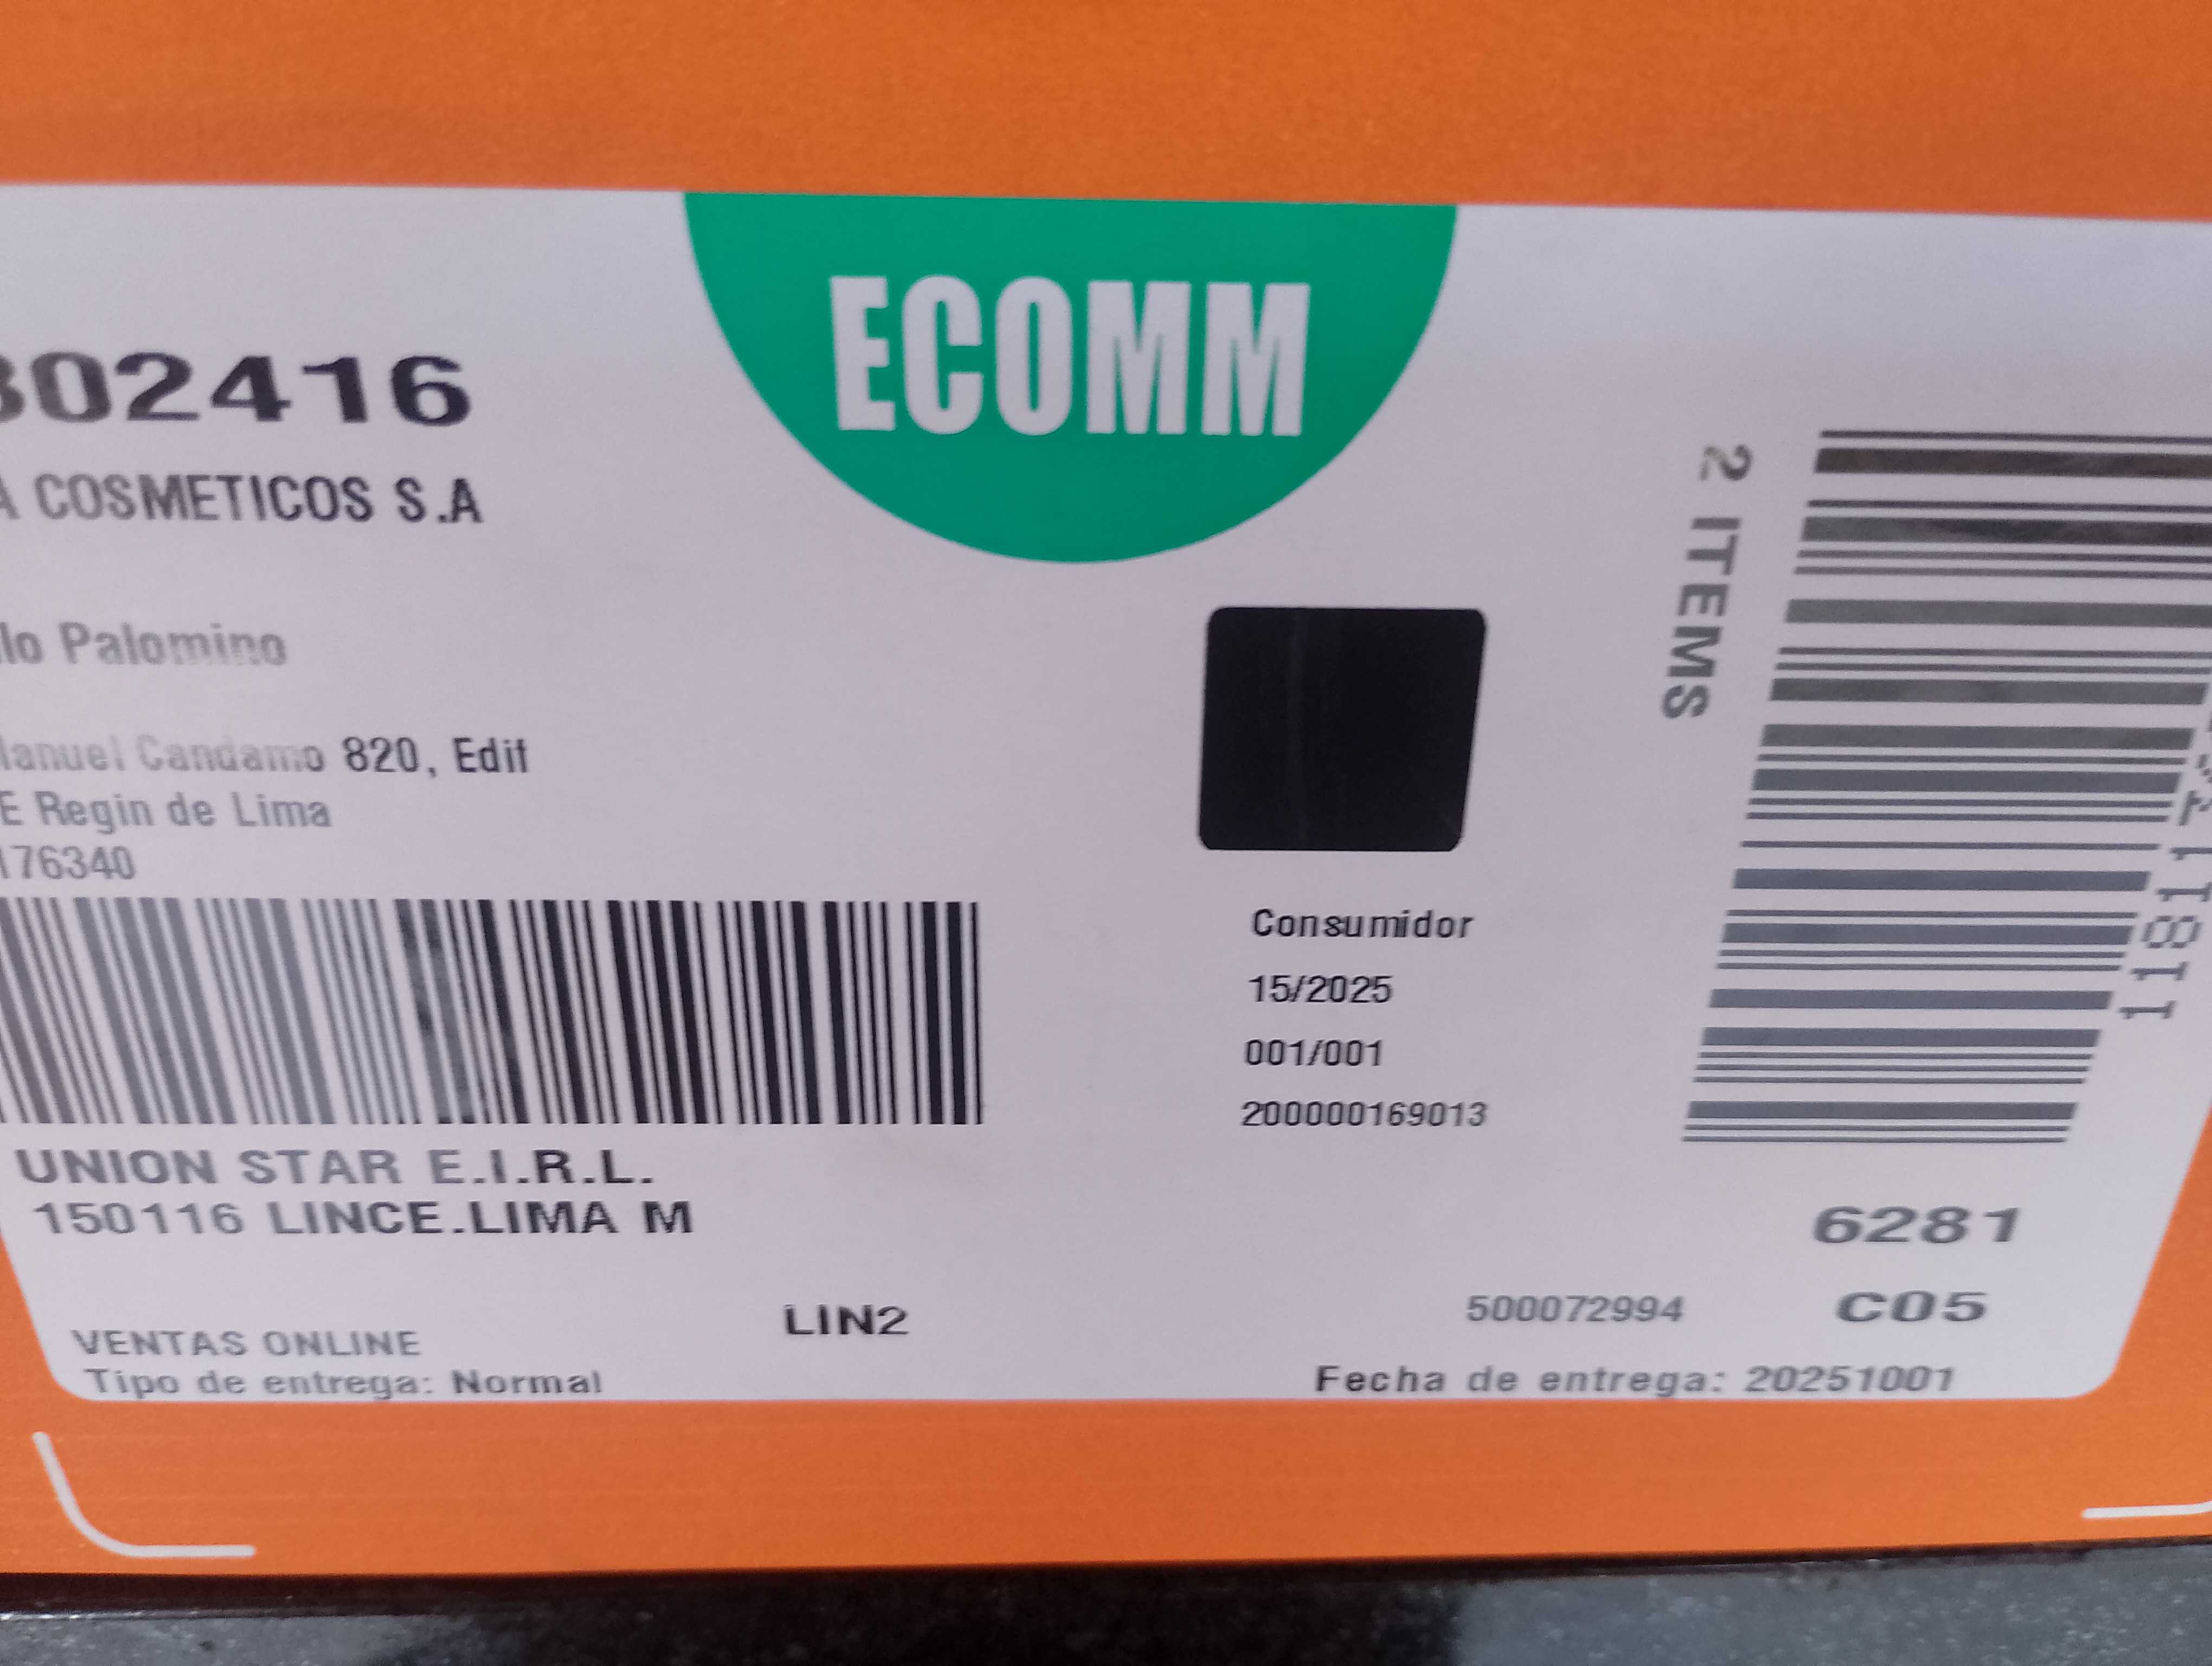 ECOMM
302416
A COSMETICOS S.A
lo Palomino
Manuel Candamo 820, Edif
E Regin de Lima
176340
UNION STAR E.I.R.L.
150116 LINCE.LIMA M
VENTAS ONLINE
Tipo de entrega: Normal
LIN2
Consumidor
15/2025
001/001
200000169013
2 ITEMS
6281
500072994
C05
Fecha de entrega: 20251001